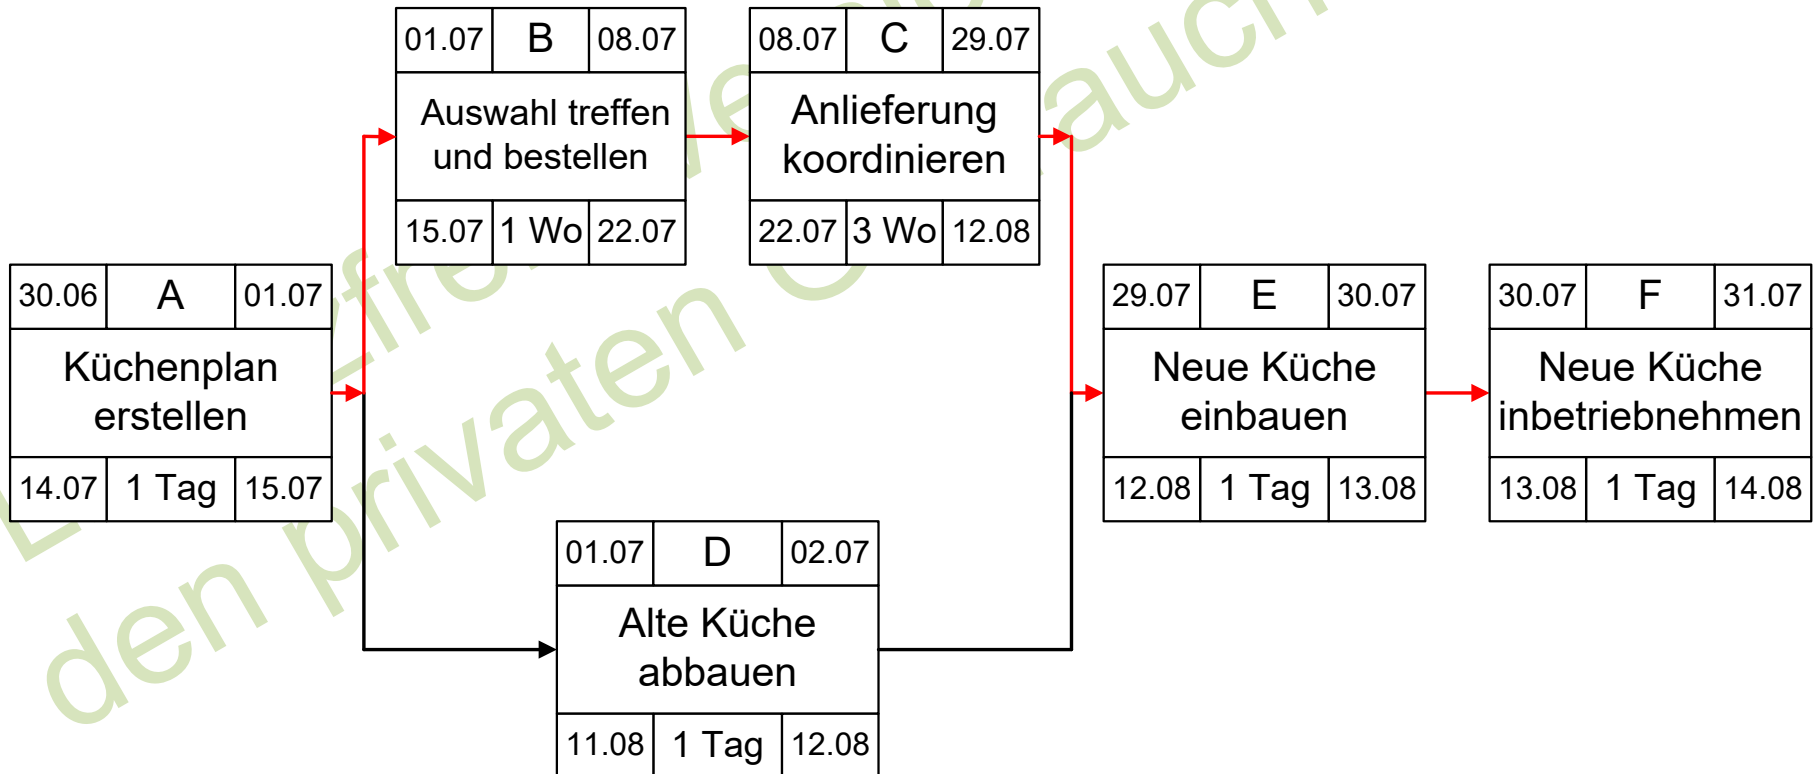 01.07 B 08.07
Auswahl treffen
und bestellen
15.07 1 Wo 22.07
08.07 C 29.07
Anlieferung
koordinieren
22.07 3 Wo 12.08
30.06 A 01.07
Küchenplan
erstellen
14.07 1 Tag 15.07
01.07 D 02.07
Alte Küche
abbauen
11.08 1 Tag 12.08
29.07 E 30.07
Neue Küche
einbauen
12.08 1 Tag 13.08
30.07 F 31.07
Neue Küche
inbetriebnehmen
13.08 1 Tag 14.08
den privaten